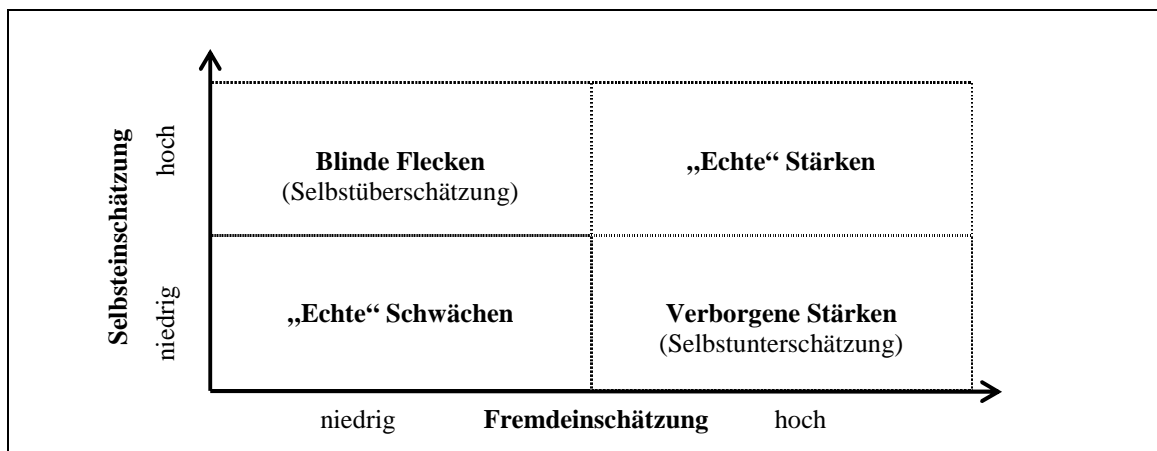 Selbsteinschätzung
hoch
niedrig
Blinde Flecken
(Selbstüberschätzung)
„Echte“ Stärken
„Echte“ Schwächen
Verborgene Stärken
(Selbstunterschätzung)
niedrig Fremdeinschätzung hoch